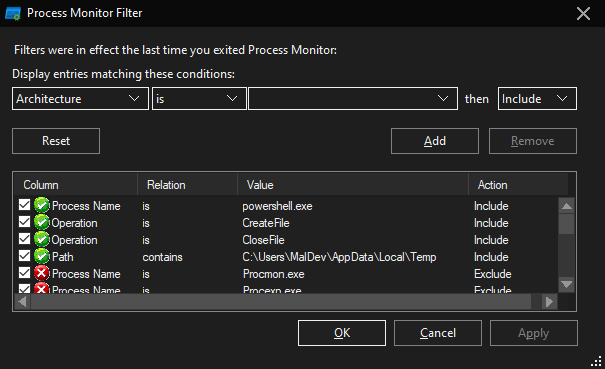 Process Monitor Filter
Filters were in effect the last time you exited Process Monitor:
Display entries matching these conditions:
Architecture is then Include
Reset Add Remove
Column Relation Value Action
Process Name is powershell.exe Include
Operation is CreateFile Include
Operation is CloseFile Include
Path contains C:\Users\MalDev\AppData\Local\Temp Include
Process Name is Procmon.exe Exclude
Process Name is Procexp.exe Exclude
OK Cancel Apply